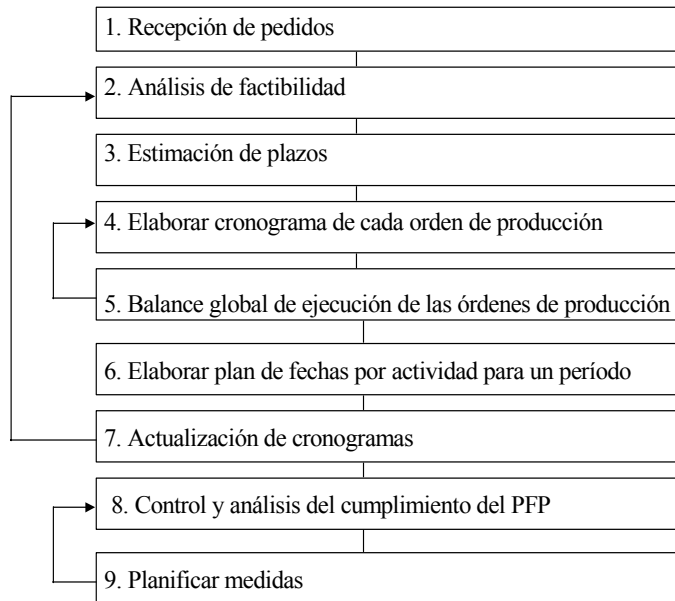 1. Recepción de pedidos
2. Análisis de factibilidad
3. Estimación de plazos
4. Elaborar cronograma de cada orden de producción
5. Balance global de ejecución de las órdenes de producción
6. Elaborar plan de fechas por actividad para un período
7. Actualización de cronogramas
8. Control y análisis del cumplimiento del PFP
9. Planificar medidas